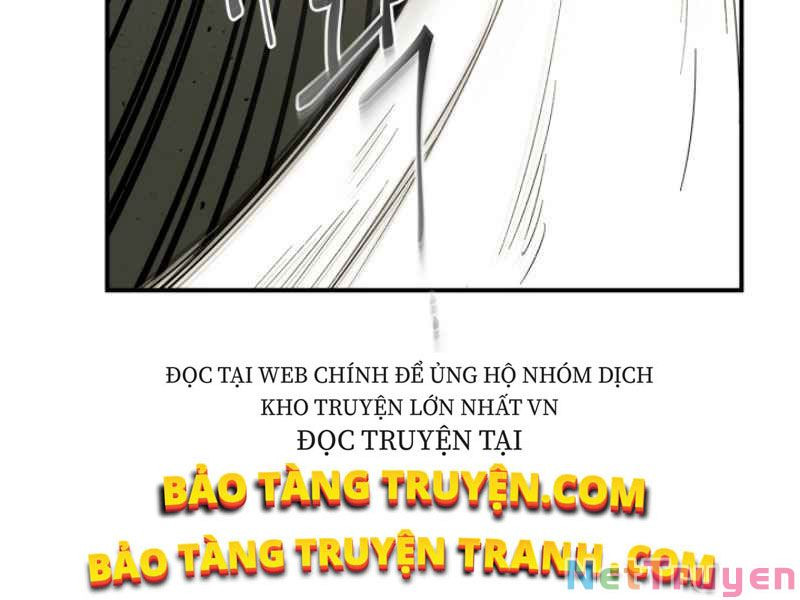 ĐỌC TẠI WEB CHÍNH ĐỂ ỦNG HỘ NHÓM DỊCH
KHO TRUYỆN LỚN NHẤT VN
ĐỌC TRUYỆN TẠI
BẢO TÀNG TRUYỆN.COM
BẢO TÀNG TRUYỆN TRANH.COM
NetTruyen